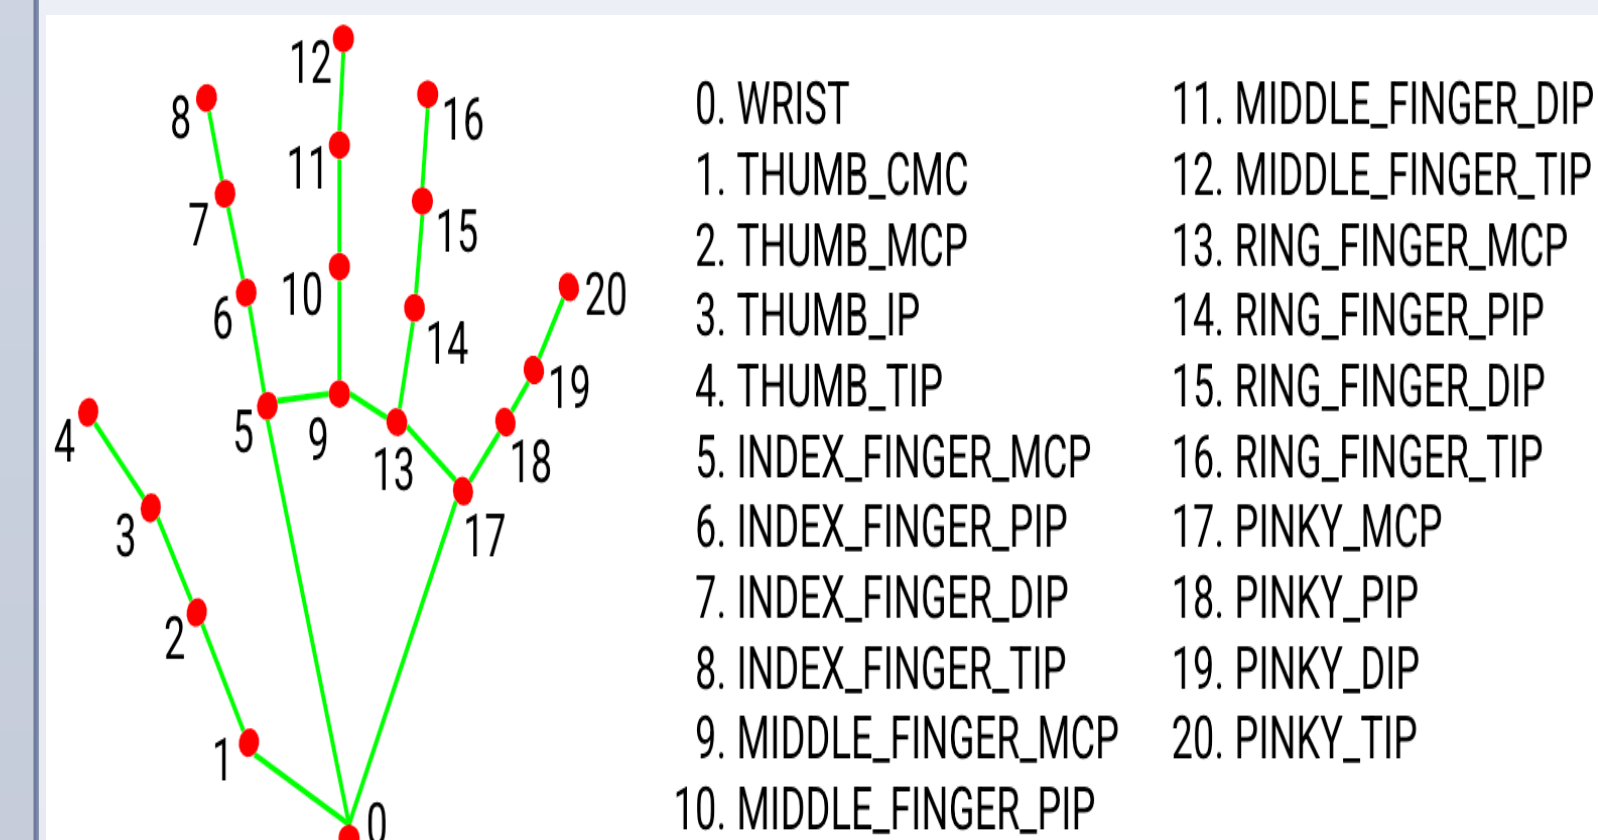 12
8
16
11
7
15
10
20
6
14
19
4
5
9
13
18
3
17
2
1
0
0. WRIST
1. THUMB_CMC
2. THUMB_MCP
3. THUMB_IP
4. THUMB_TIP
5. INDEX_FINGER_MCP
6. INDEX_FINGER_PIP
7. INDEX_FINGER_DIP
8. INDEX_FINGER_TIP
9. MIDDLE_FINGER_MCP
10. MIDDLE_FINGER_PIP
11. MIDDLE_FINGER_DIP
12. MIDDLE_FINGER_TIP
13. RING_FINGER_MCP
14. RING_FINGER_PIP
15. RING_FINGER_DIP
16. RING_FINGER_TIP
17. PINKY_MCP
18. PINKY_PIP
19. PINKY_DIP
20. PINKY_TIP